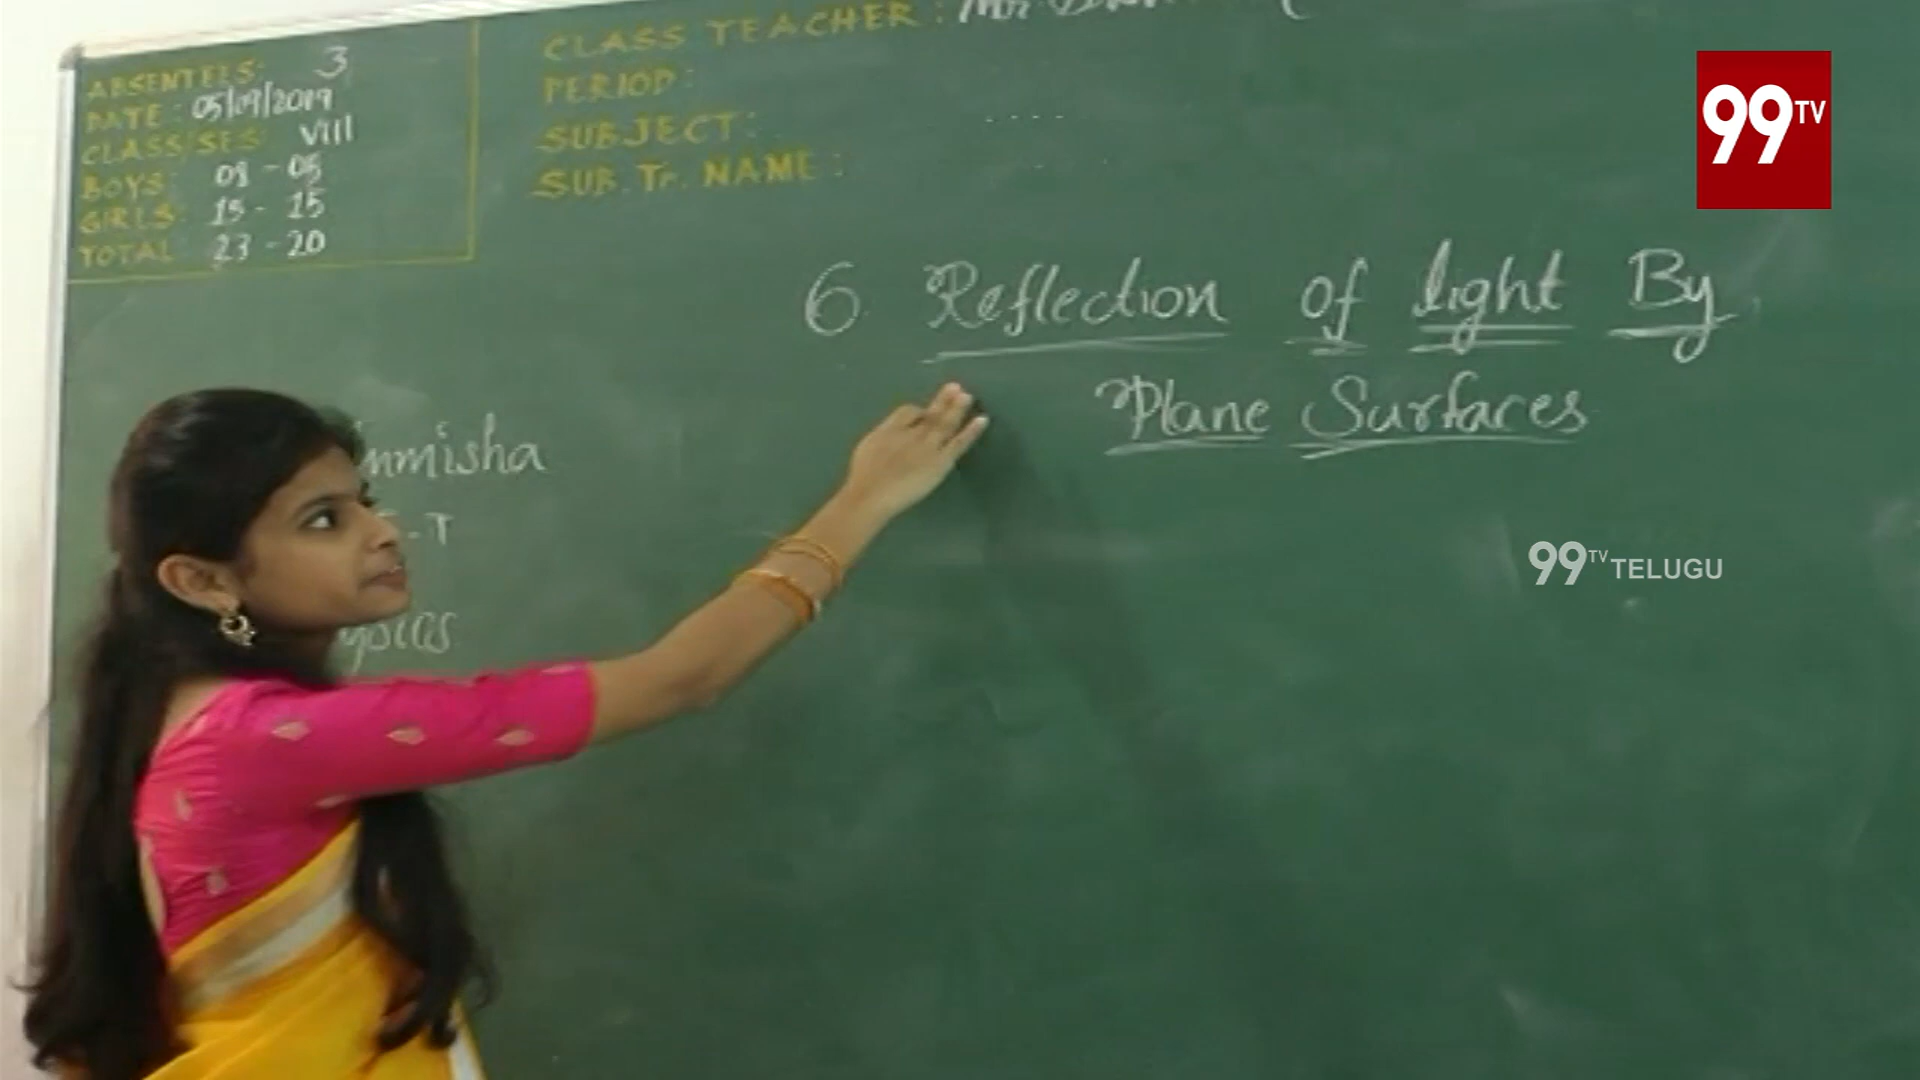 ABSENTEES: 3
DATE: 05/09/2019
CLASS/SES: VIII
BOYS: 08 - 05
GIRLS: 15 - 15
TOTAL 23 - 20
CLASS TEACHER:
PERIOD:
SUBJECT:
SUB. Tr. NAME:
99 TV
6 Reflection of light By
Plane Surfaces
99 TV TELUGU